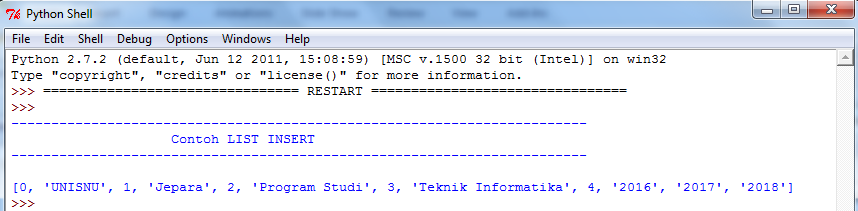 Python Shell
File Edit Shell Debug Options Windows Help
Python 2.7.2 (default, Jun 12 2011, 15:08:59) [MSC v.1500 32 bit (Intel)] on win32
Type "copyright", "credits" or "license()" for more information.
>>> ================================ RESTART ================================
>>>
------------------------------------------------------------------------
Contoh LIST INSERT
------------------------------------------------------------------------
[0, 'UNISNU', 1, 'Jepara', 2, 'Program Studi', 3, 'Teknik Informatika', 4, '2016', '2017', '2018']
>>>